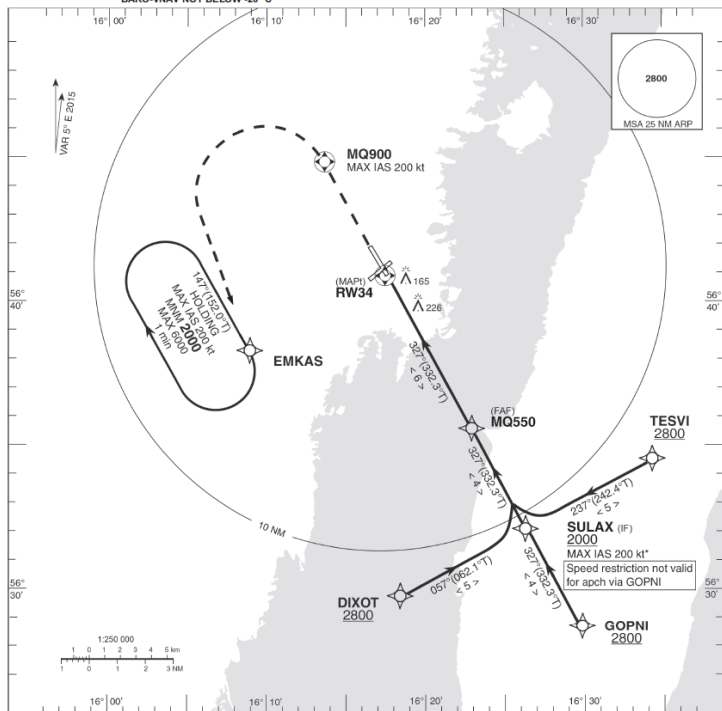 BARO-VNAV NOT BELOW -20°C
16° 00'
16° 10'
16° 20'
16° 30'
VAR 5° E 2015
2800
MSA 25 NM ARP
MQ900
MAX IAS 200 kt
(MAPt)
RW34
165
226
56°
40'
56°
40'
147°(152.0°T)
HOLDING
MAX IAS 200 kt
MNM 2000
MAX 6000
1 min
EMKAS
327°(332.3°T)
< 6 >
(FAF)
MQ550
327°(332.3°T)
< 4 >
TESVI
2800
237°(242.4°T)
< 5 >
SULAX (IF)
2000
MAX IAS 200 kt*
Speed restriction not valid
for apch via GOPNI
10 NM
057°(062.1°T)
< 5 >
327°(332.3°T)
< 4 >
DIXOT
2800
GOPNI
2800
56°
30'
56°
30'
1:250 000
1 0 1 2 3 4 5 km
1 0 1 2 3 NM
16° 00'
16° 10'
16° 20'
16° 30'